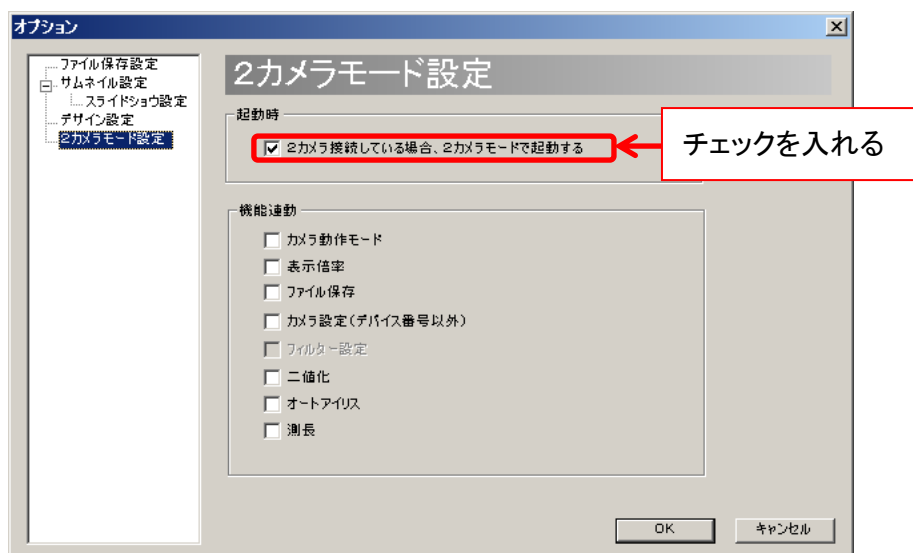 オプション
ファイル保存設定
サムネイル設定
スライドショウ設定
デザイン設定
2カメラモード設定
2カメラモード設定
起動時
2カメラ接続している場合、2カメラモードで起動する
チェックを入れる
機能連動
カメラ動作モード
表示倍率
ファイル保存
カメラ設定(デバイス番号以外)
フィルター設定
二値化
オートアイリス
測長
OK
キャンセル